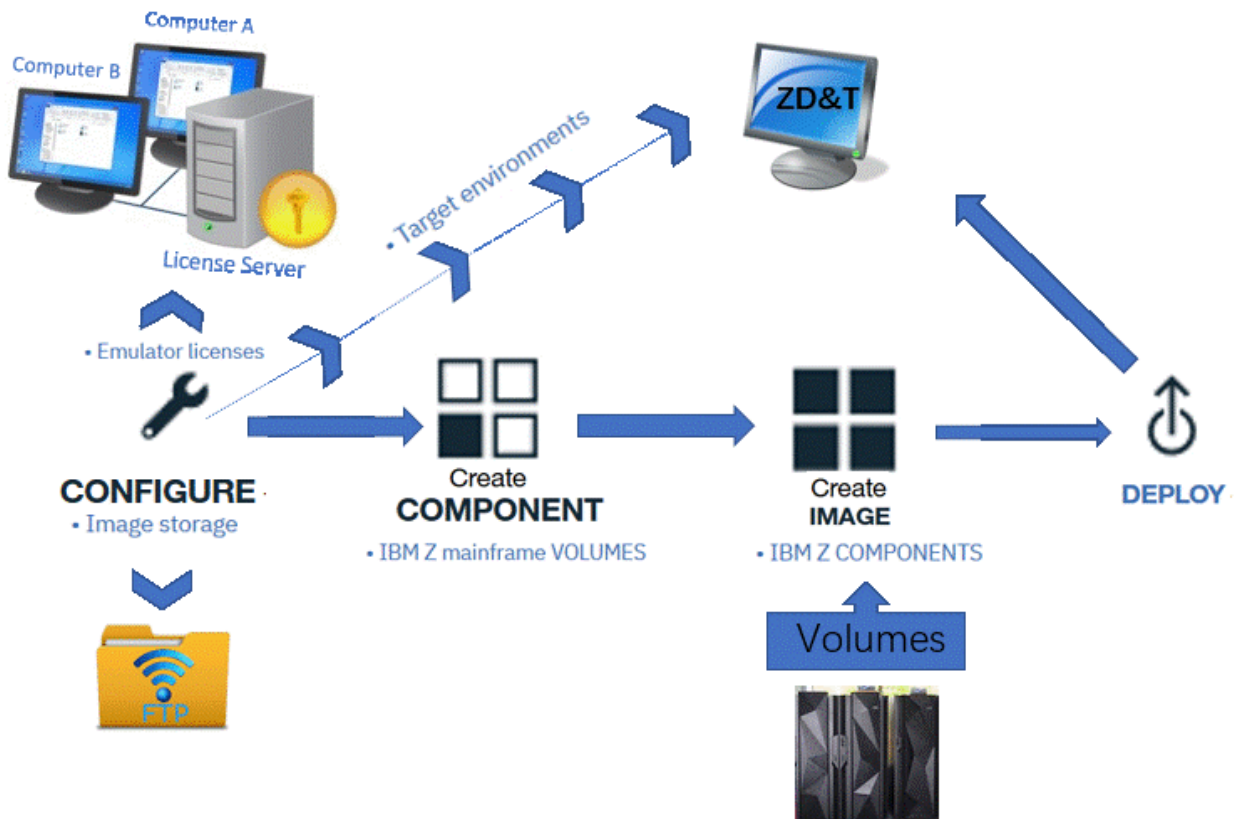 Computer A
Computer B
ZD&T
License Server
• Target environments
• Emulator licenses
CONFIGURE
• Image storage
Create
COMPONENT
• IBM Z mainframe VOLUMES
Create
IMAGE
• IBM Z COMPONENTS
DEPLOY
Volumes
FTP